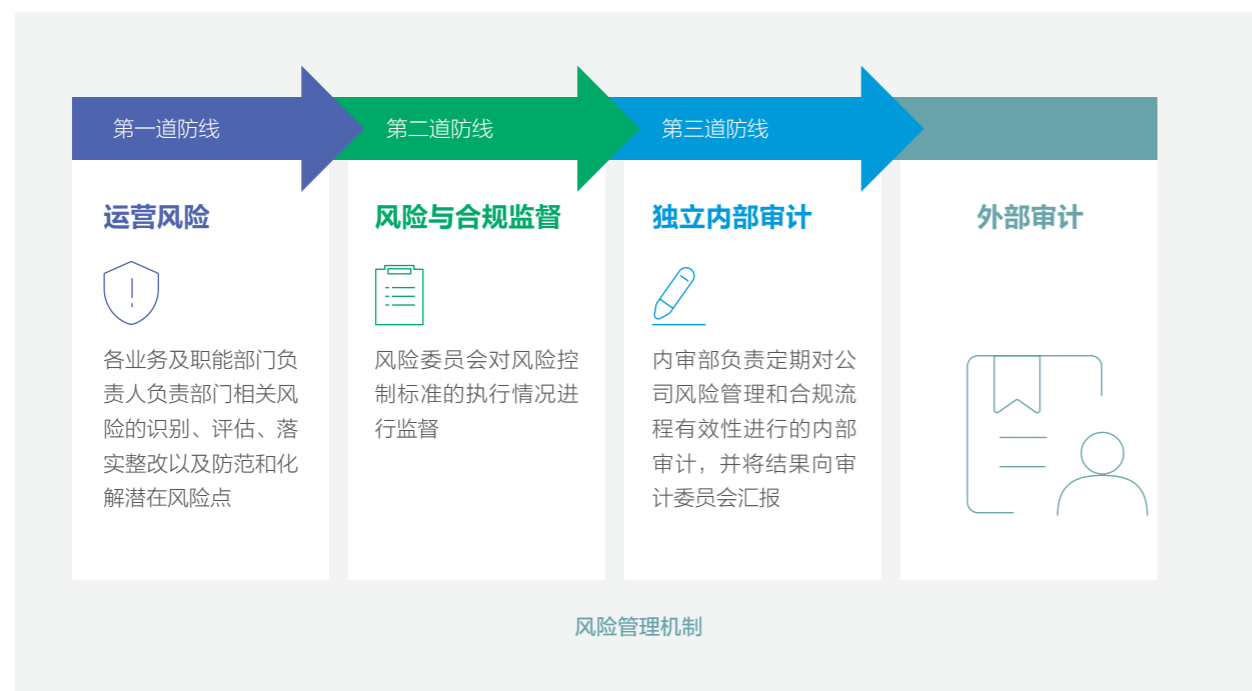 第一道防线
第二道防线
第三道防线
运营风险
各业务及职能部门负
责人负责部门相关风
险的识别、评估、落
实整改以及防范和化
解潜在风险点
风险与合规监督
风险委员会对风险控
制标准的执行情况进
行监督
独立内部审计
内审部负责定期对公
司风险管理和合规流
程有效性进行的内部
审计，并将结果向审
计委员会汇报
外部审计
风险管理机制